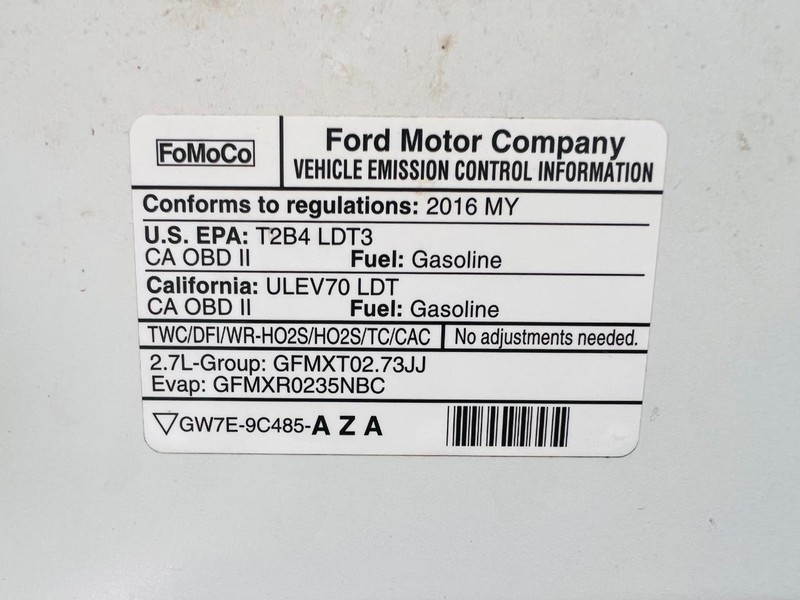 FoMoCo
Ford Motor Company
VEHICLE EMISSION CONTROL INFORMATION
Conforms to regulations: 2016 MY
U.S. EPA: T2B4 LDT3
CA OBD II Fuel: Gasoline
California: ULEV70 LDT
CA OBD II Fuel: Gasoline
TWC/DFI/WR-HO2S/HO2S/TC/CAC No adjustments needed.
2.7L-Group: GFMXT02.73JJ
Evap: GFMXR0235NBC
GW7E-9C485-A Z A